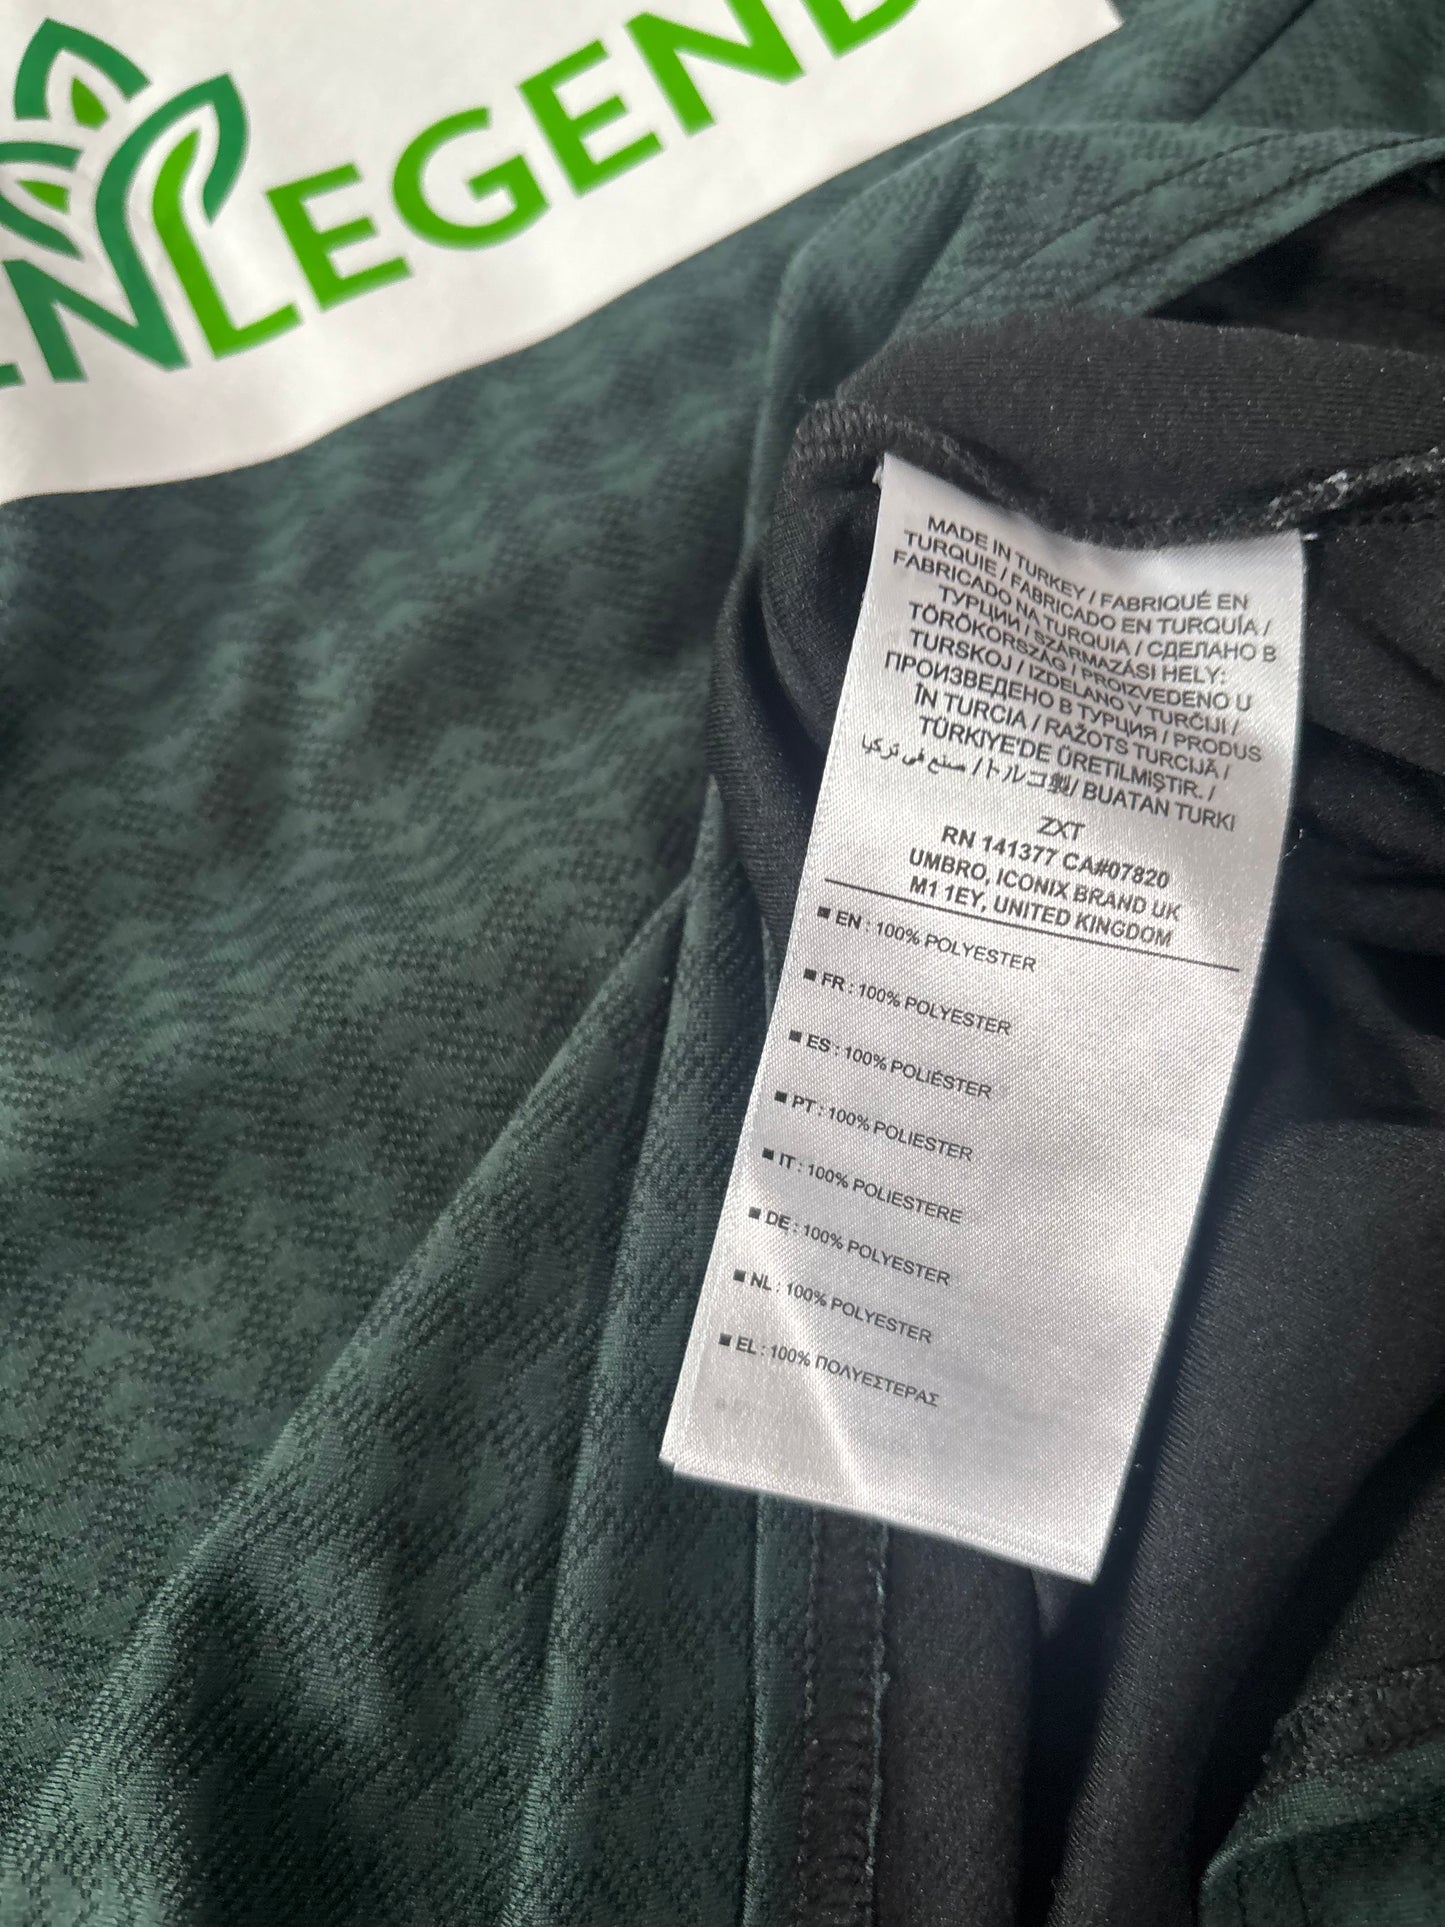 EN
LEGEN
MADE IN TURKEY / FABRIQUÉ EN
TURQUIE / FABRICADO EN TURQUÍA /
FABRICADO NA TURQUIA / СДЕЛАНО В
ТУРЦИИ / SZÁRMAZÁSI HELY:
TÖRÖKORSZÁG / PROIZVEDENO U
TURSKOJ / IZDELANO V TURČIJI /
ПРОИЗВЕДЕНО В ТУРЦИЯ / PRODUS
ÎN TURCIA / RAŽOTS TURCIJĀ /
TÜRKIYE'DE ÜRETILMIŞTIR. /
صنع في تركيا /トルコ製/ BUATAN TURKI
ZXT
RN 141377 CA#07820
UMBRO, ICONIX BRAND UK
M1 1EY, UNITED KINGDOM
■ EN : 100% POLYESTER
■ FR : 100% POLYESTER
■ ES : 100% POLIÉSTER
■ PT : 100% POLIESTER
■ IT : 100% POLIESTERE
■ DE : 100% POLYESTER
■ NL : 100% POLYESTER
■ EL : 100% ΠΟΛΥΕΣΤΕΡΑΣ